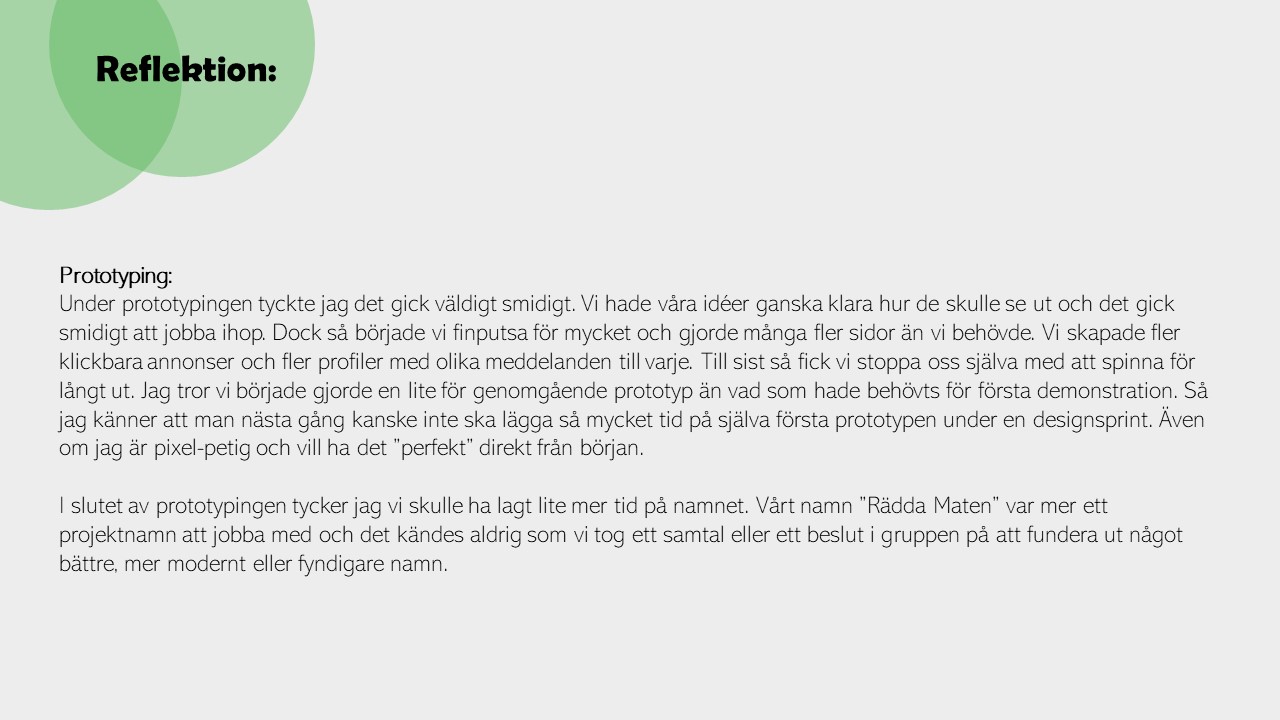 Reflektion:
Prototyping:
Under prototypingen tyckte jag det gick väldigt smidigt. Vi hade våra idéer ganska klara hur de skulle se ut och det gick
smidigt att jobba ihop. Dock så började vi finputsa för mycket och gjorde många fler sidor än vi behövde. Vi skapade fler
klickbara annonser och fler profiler med olika meddelanden till varje. Till sist så fick vi stoppa oss själva med att spinna för
långt ut. Jag tror vi började gjorde en lite för genomgående prototyp än vad som hade behövts för första demonstration. Så
jag känner att man nästa gång kanske inte ska lägga så mycket tid på själva första prototypen under en designsprint. Även
om jag är pixel-petig och vill ha det ”perfekt” direkt från början.
I slutet av prototypingen tycker jag vi skulle ha lagt lite mer tid på namnet. Vårt namn ”Rädda Maten” var mer ett
projektnamn att jobba med och det kändes aldrig som vi tog ett samtal eller ett beslut i gruppen på att fundera ut något
bättre, mer modernt eller fyndigare namn.